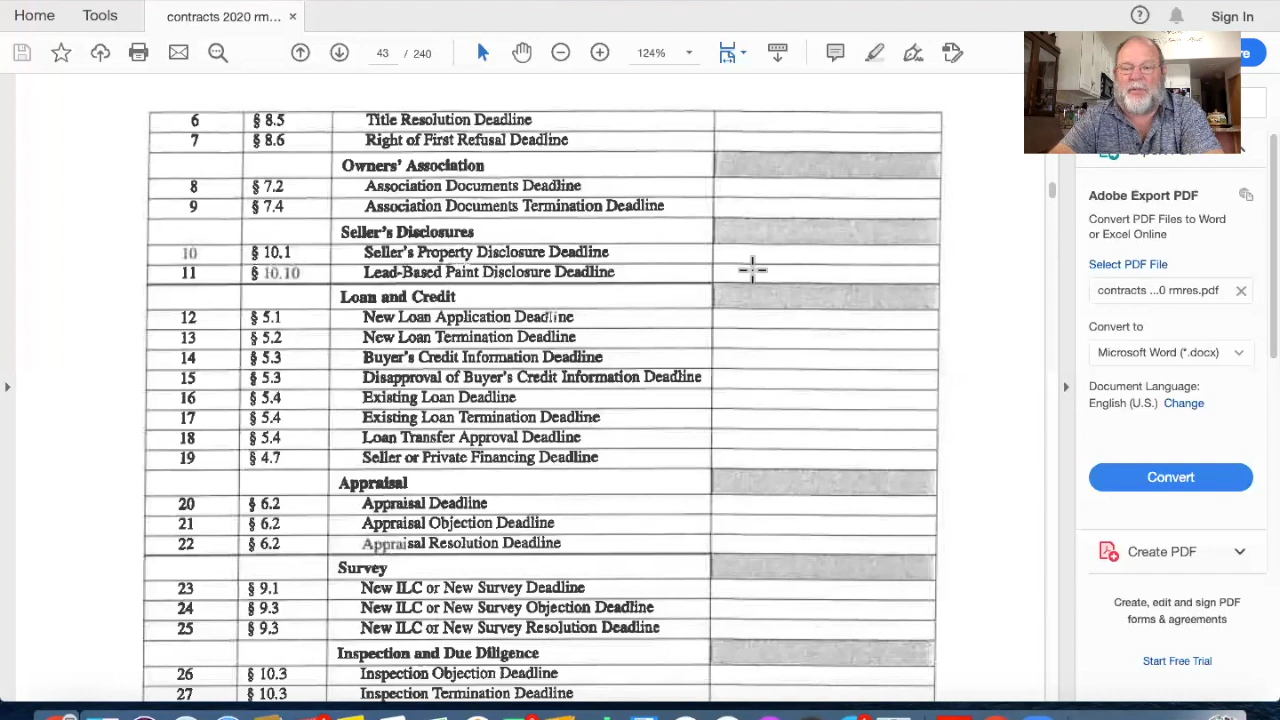 Home Tools contracts 2020 rm... × Sign In
43 / 240 124%
6 § 8.5 Title Resolution Deadline
7 § 8.6 Right of First Refusal Deadline
Owners' Association
8 § 7.2 Association Documents Deadline
9 § 7.4 Association Documents Termination Deadline
Seller's Disclosures
10 § 10.1 Seller's Property Disclosure Deadline
11 § 10.10 Lead-Based Paint Disclosure Deadline
Loan and Credit
12 § 5.1 New Loan Application Deadline
13 § 5.2 New Loan Termination Deadline
14 § 5.3 Buyer's Credit Information Deadline
15 § 5.3 Disapproval of Buyer's Credit Information Deadline
16 § 5.4 Existing Loan Deadline
17 § 5.4 Existing Loan Termination Deadline
18 § 5.4 Loan Transfer Approval Deadline
19 § 4.7 Seller or Private Financing Deadline
Appraisal
20 § 6.2 Appraisal Deadline
21 § 6.2 Appraisal Objection Deadline
22 § 6.2 Appraisal Resolution Deadline
Survey
23 § 9.1 New ILC or New Survey Deadline
24 § 9.3 New ILC or New Survey Objection Deadline
25 § 9.3 New ILC or New Survey Resolution Deadline
Inspection and Due Diligence
26 § 10.3 Inspection Objection Deadline
27 § 10.3 Inspection Termination Deadline
Adobe Export PDF
Convert PDF Files to Word
or Excel Online
Select PDF File
contracts ...0 rmres.pdf
Convert to
Microsoft Word (*.docx)
Document Language:
English (U.S.) Change
Convert
Create PDF
Create, edit and sign PDF
forms & agreements
Start Free Trial